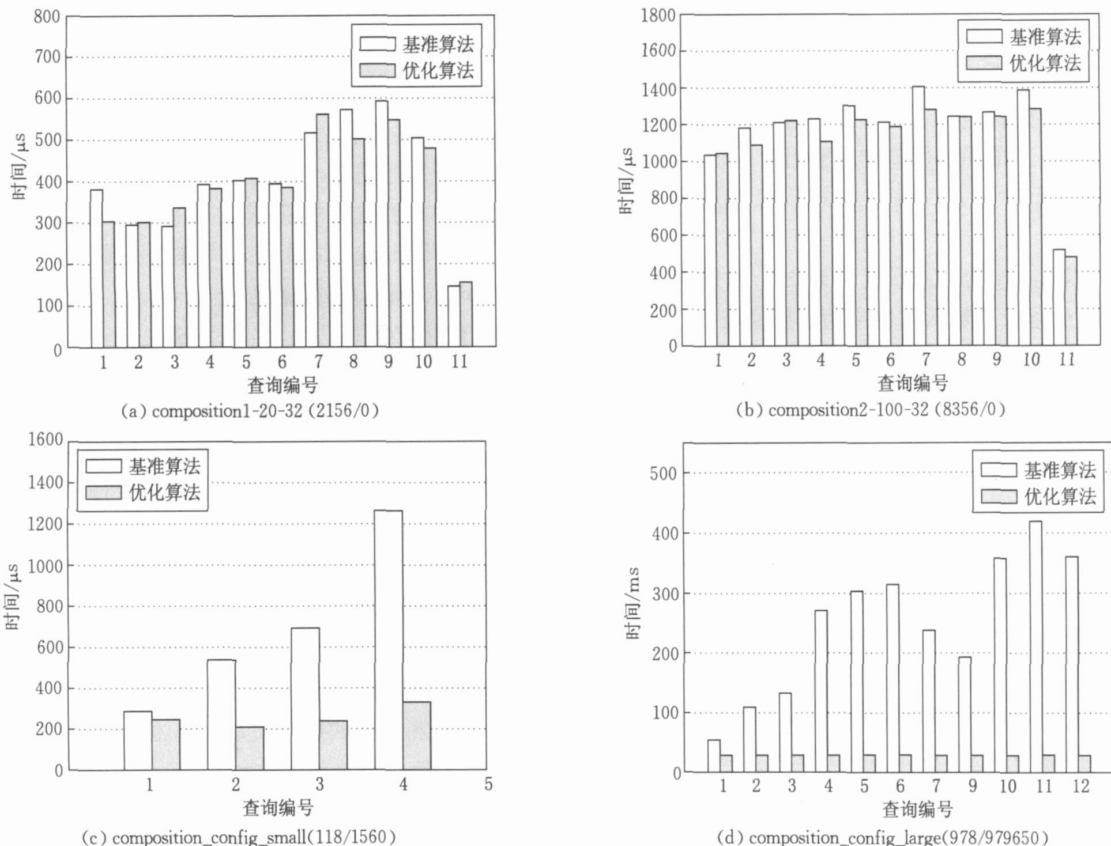 800
700
600
500
400
300
200
100
0
时间/μs
基准算法
优化算法
1 2 3 4 5 6 7 8 9 10 11
查询编号
(a) composition1-20-32 (2156/0)
1800
1600
1400
1200
1000
800
600
400
200
0
时间/μs
基准算法
优化算法
1 2 3 4 5 6 7 8 9 10 11
查询编号
(b) composition2-100-32 (8356/0)
1600
1400
1200
1000
800
600
400
200
0
时间/μs
基准算法
优化算法
1 2 3 4 5
查询编号
(c) composition_config_small(118/1560)
500
400
300
200
100
0
时间/ms
基准算法
优化算法
1 2 3 4 5 6 7 9 10 11 12
查询编号
(d) composition_config_large(978/979650)